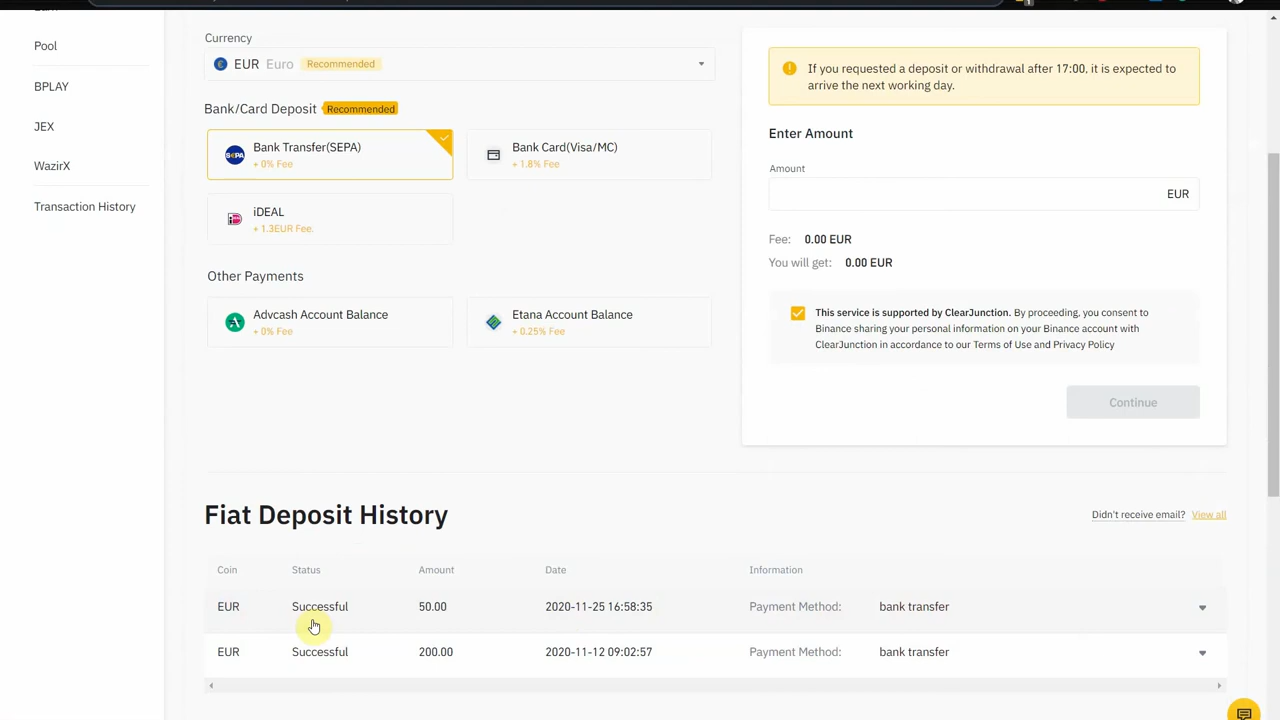 Pool
BPLAY
JEX
WazirX
Transaction History
Currency
EUR Euro Recommended
Bank/Card Deposit Recommended
SEPA
Bank Transfer(SEPA)
+ 0% Fee
Bank Card(Visa/MC)
+ 1.8% Fee
iDEAL
+ 1.3EUR Fee.
Other Payments
Advcash Account Balance
+ 0% Fee
Etana Account Balance
+ 0.25% Fee
If you requested a deposit or withdrawal after 17:00, it is expected to
arrive the next working day.
Enter Amount
Amount
EUR
Fee: 0.00 EUR
You will get: 0.00 EUR
This service is supported by ClearJunction. By proceeding, you consent to
Binance sharing your personal information on your Binance account with
ClearJunction in accordance to our Terms of Use and Privacy Policy
Continue
Fiat Deposit History
Didn't receive email? View all
Coin Status Amount Date Information
EUR Successful 50.00 2020-11-25 16:58:35 Payment Method: bank transfer
EUR Successful 200.00 2020-11-12 09:02:57 Payment Method: bank transfer